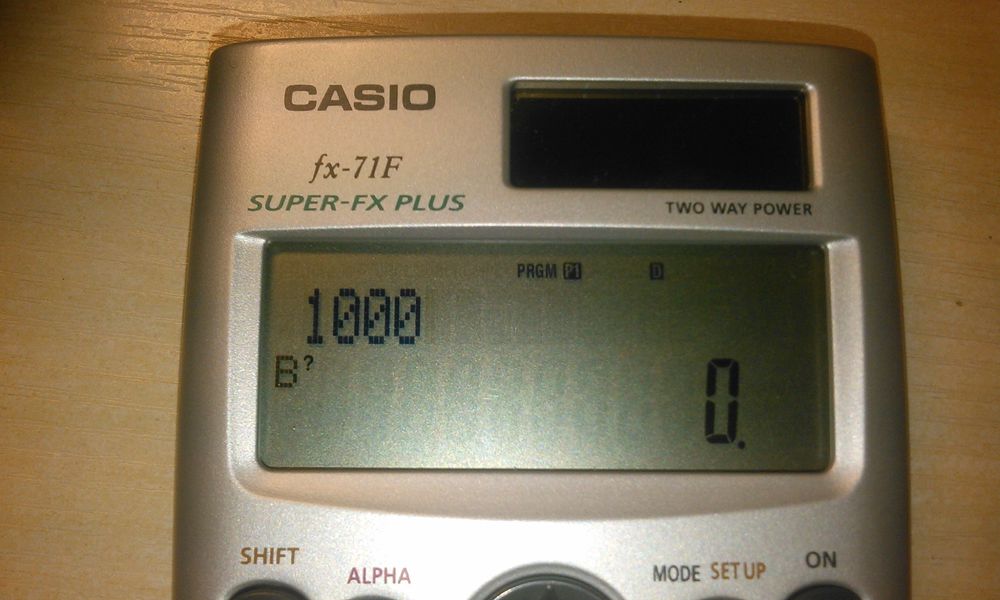 CASIO
fx-71F
SUPER-FX PLUS
TWO WAY POWER
PRGM P1 D
1000
B?
0.
SHIFT
ALPHA
MODE SETUP
ON